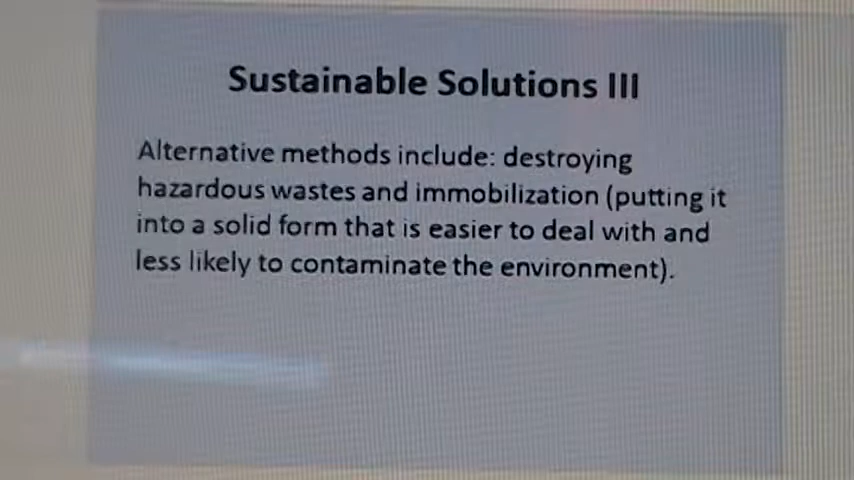 Sustainable Solutions III
Alternative methods include: destroying
hazardous wastes and immobilization (putting it
into a solid form that is easier to deal with and
less likely to contaminate the environment).